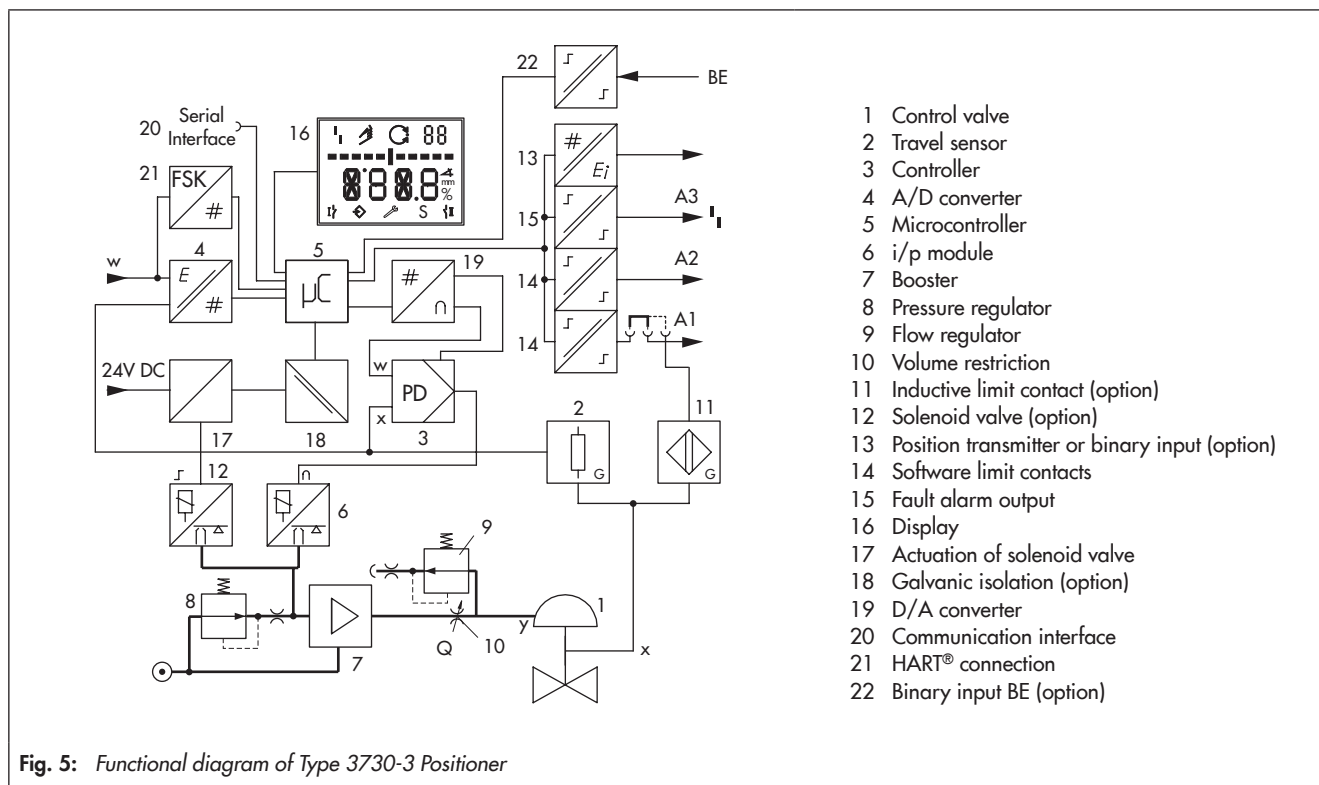 22
BE
Serial
Interface
20
16
88
mm
%
S
21
FSK
#
13
#
Ei
A3
15
w
4
E
#
5
µC
19
#
∩
14
A2
14
A1
24V DC
w
PD
x
3
2
G
11
G
17
18
12
∩
6
9
8
7
Q
10
y
1
x
1 Control valve
2 Travel sensor
3 Controller
4 A/D converter
5 Microcontroller
6 i/p module
7 Booster
8 Pressure regulator
9 Flow regulator
10 Volume restriction
11 Inductive limit contact (option)
12 Solenoid valve (option)
13 Position transmitter or binary input (option)
14 Software limit contacts
15 Fault alarm output
16 Display
17 Actuation of solenoid valve
18 Galvanic isolation (option)
19 D/A converter
20 Communication interface
21 HART® connection
22 Binary input BE (option)
Fig. 5: Functional diagram of Type 3730-3 Positioner